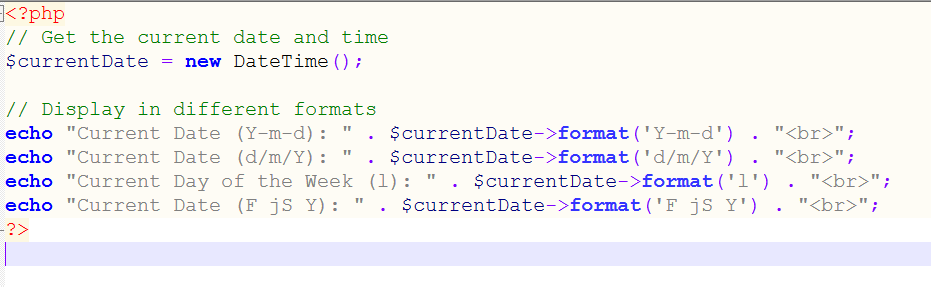 <?php
// Get the current date and time
$currentDate = new DateTime();
// Display in different formats
echo "Current Date (Y-m-d): " . $currentDate->format('Y-m-d') . "<br>";
echo "Current Date (d/m/Y): " . $currentDate->format('d/m/Y') . "<br>";
echo "Current Day of the Week (l): " . $currentDate->format('l') . "<br>";
echo "Current Date (F jS Y): " . $currentDate->format('F jS Y') . "<br>";
?>